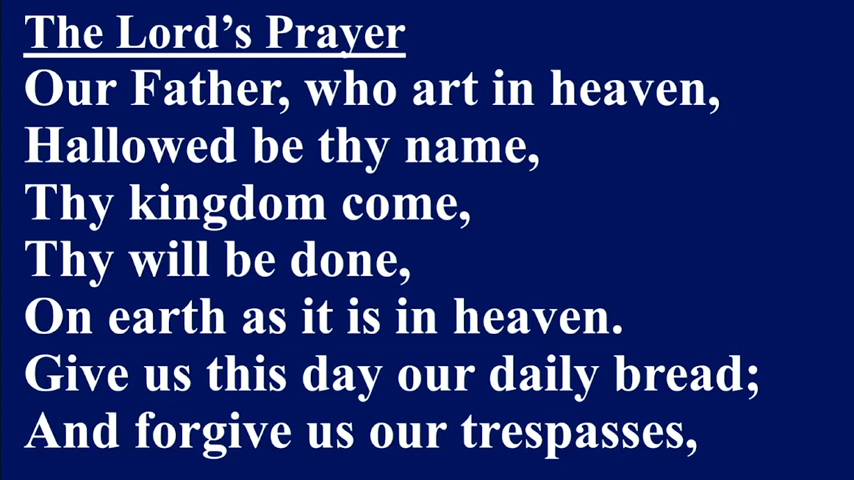 The Lord’s Prayer
Our Father, who art in heaven,
Hallowed be thy name,
Thy kingdom come,
Thy will be done,
On earth as it is in heaven.
Give us this day our daily bread;
And forgive us our trespasses,